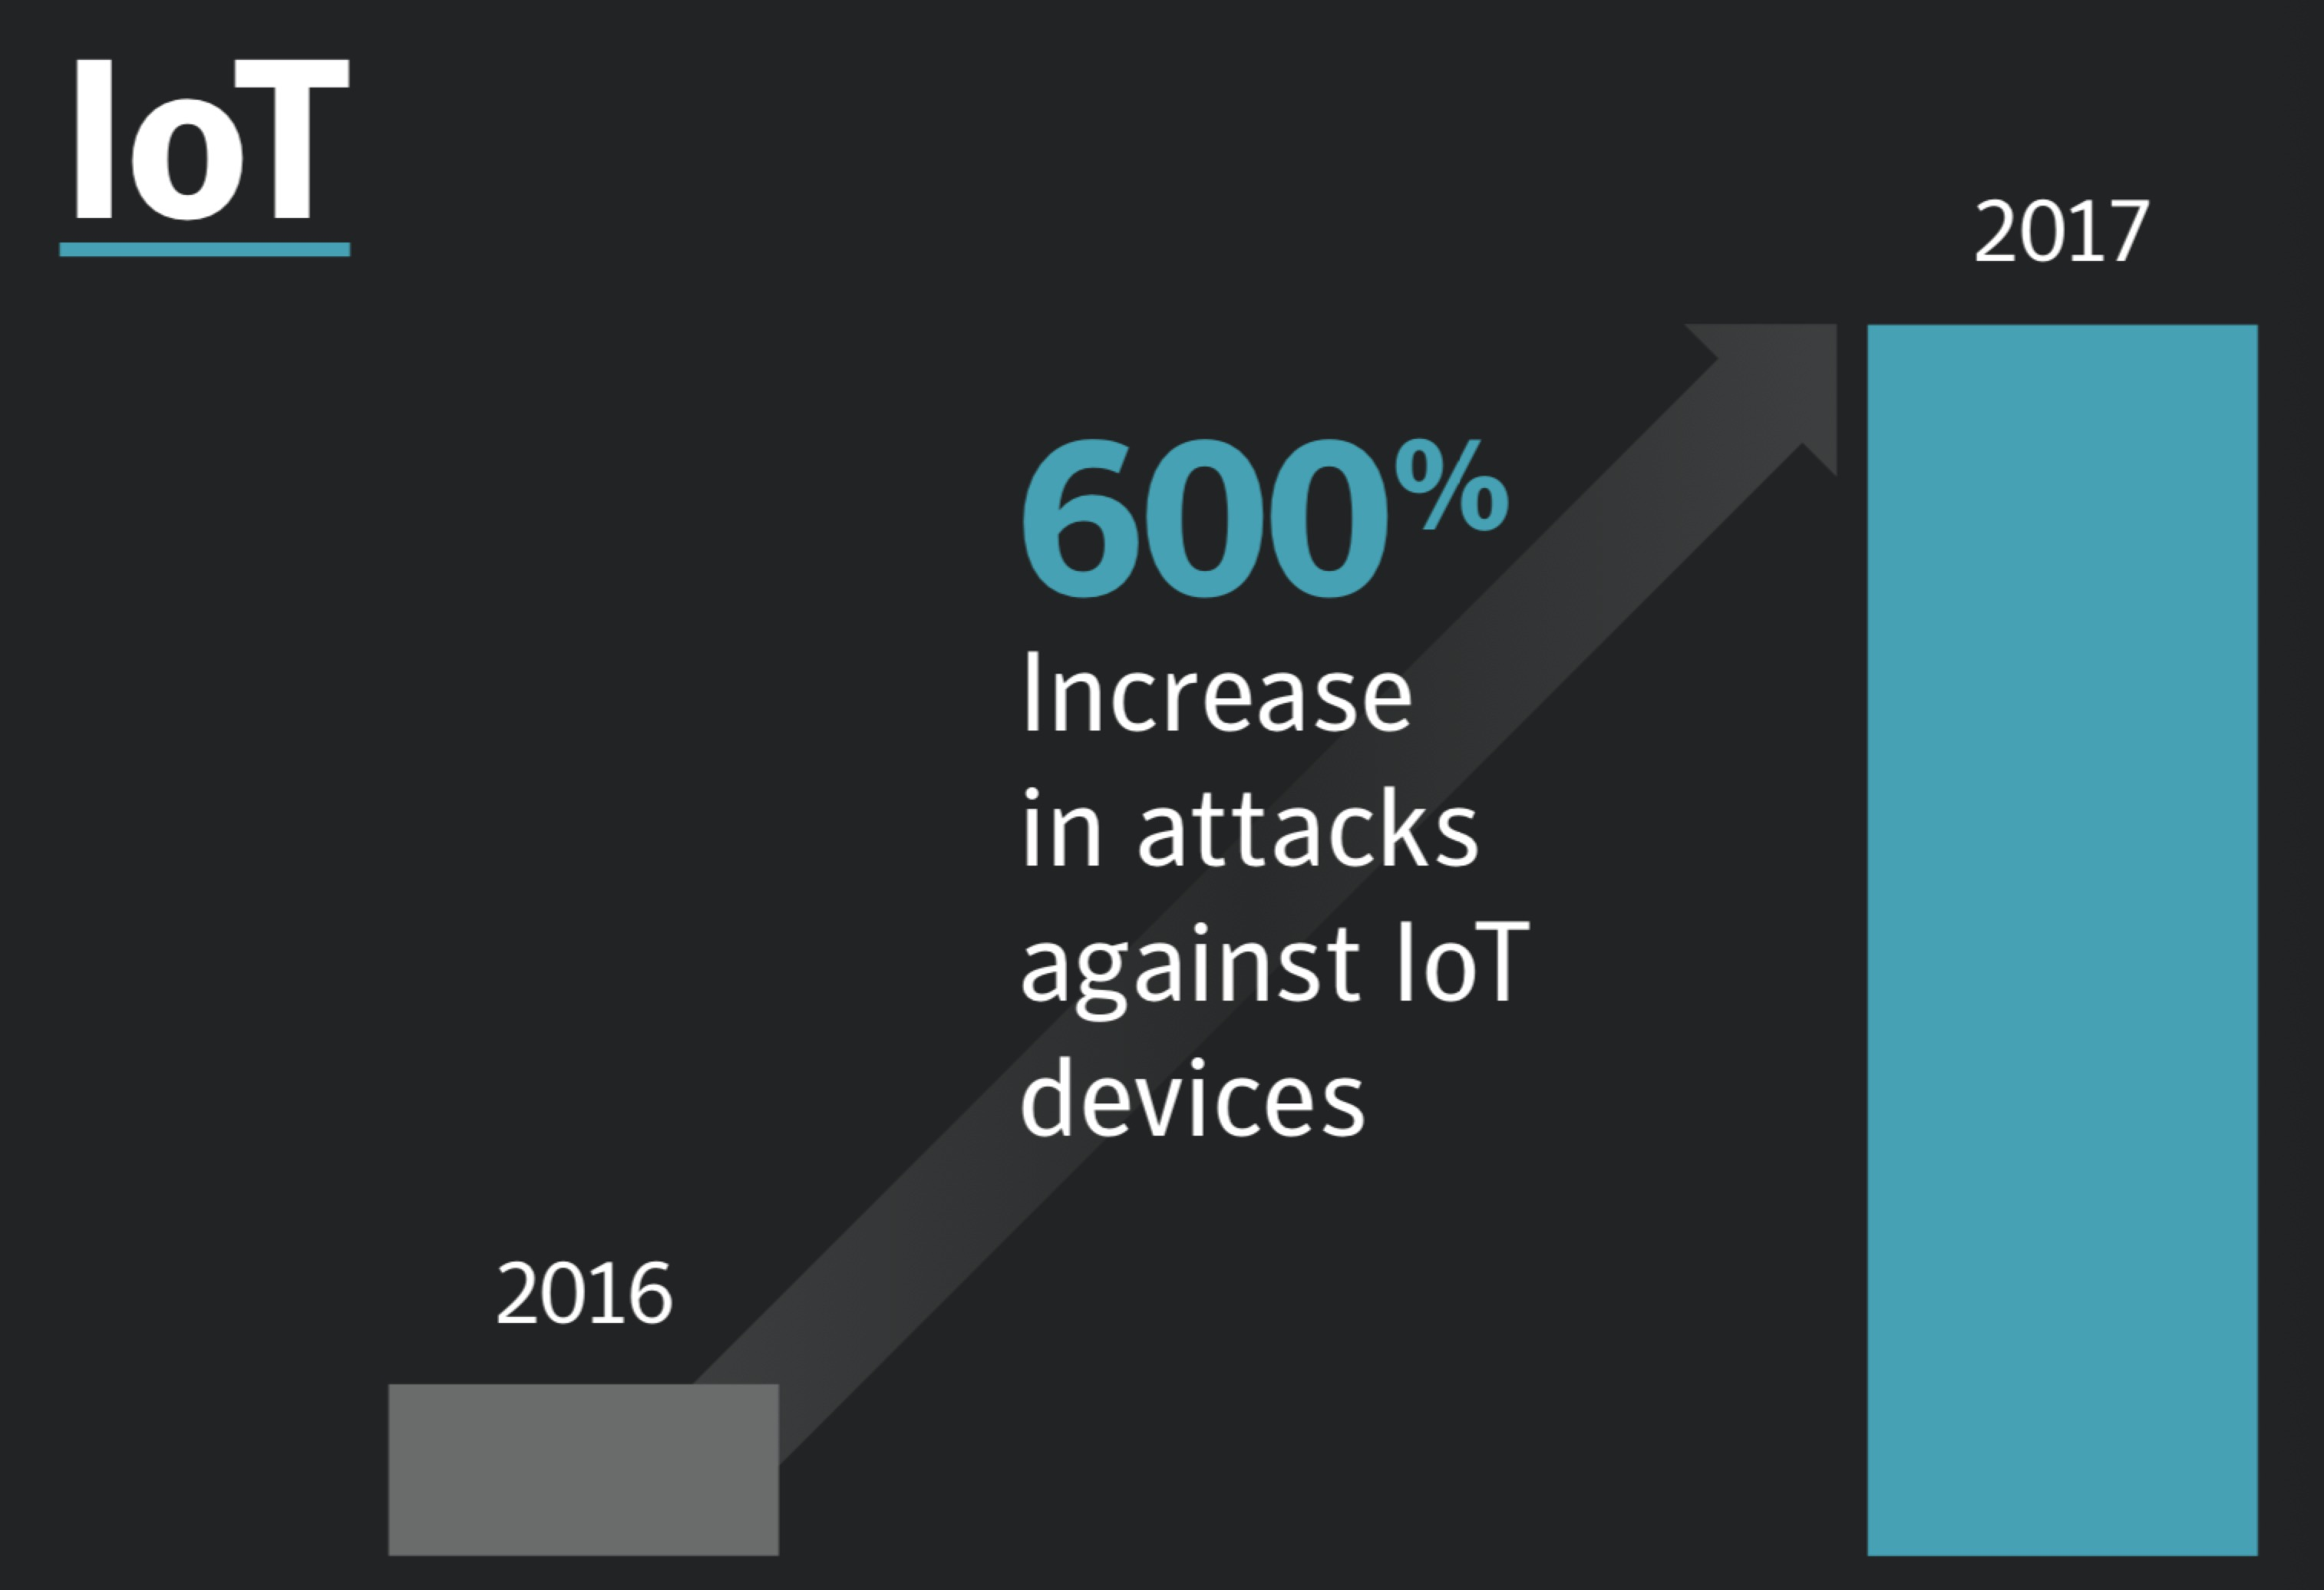 IoT
2017
600%
Increase
in attacks
against IoT
devices
2016